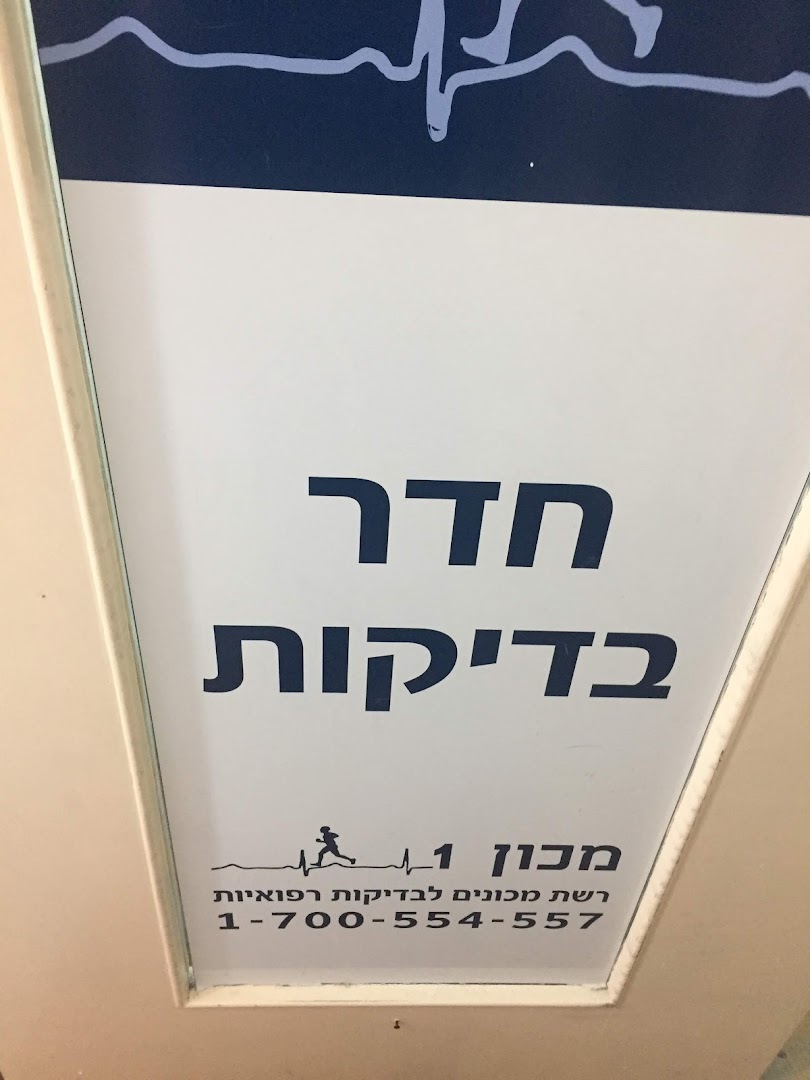 חדר
בדיקות
מכון 1
רשת מכונים לבדיקות רפואיות
1-700-554-557